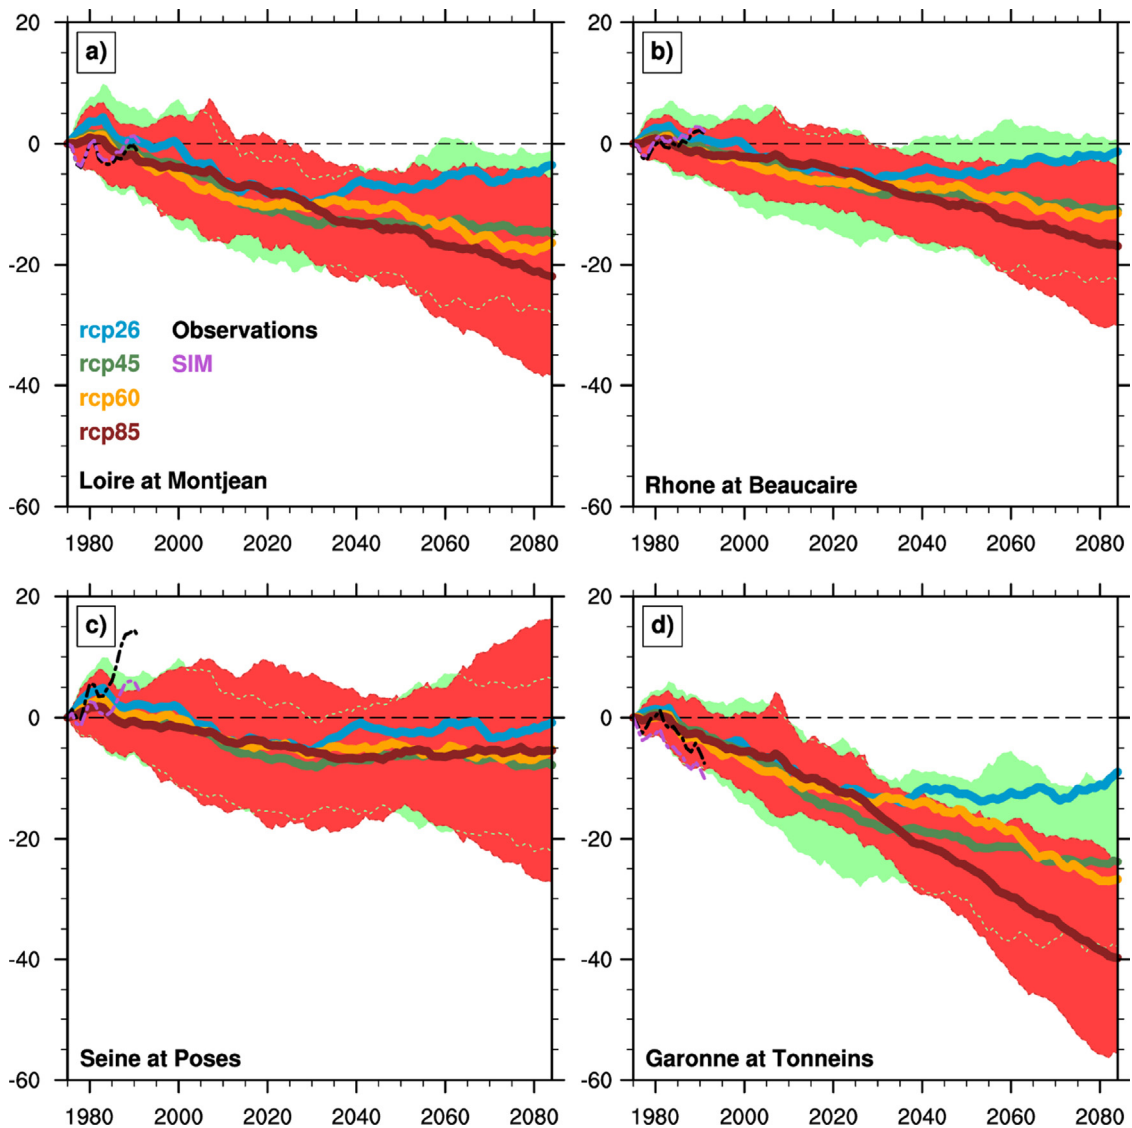 20
0
-20
-40
-60
a)
rcp26 Observations
rcp45 SIM
rcp60
rcp85
Loire at Montjean
1980 2000 2020 2040 2060 2080
20
0
-20
-40
-60
b)
Rhone at Beaucaire
1980 2000 2020 2040 2060 2080
20
0
-20
-40
-60
c)
Seine at Poses
1980 2000 2020 2040 2060 2080
20
0
-20
-40
-60
d)
Garonne at Tonneins
1980 2000 2020 2040 2060 2080